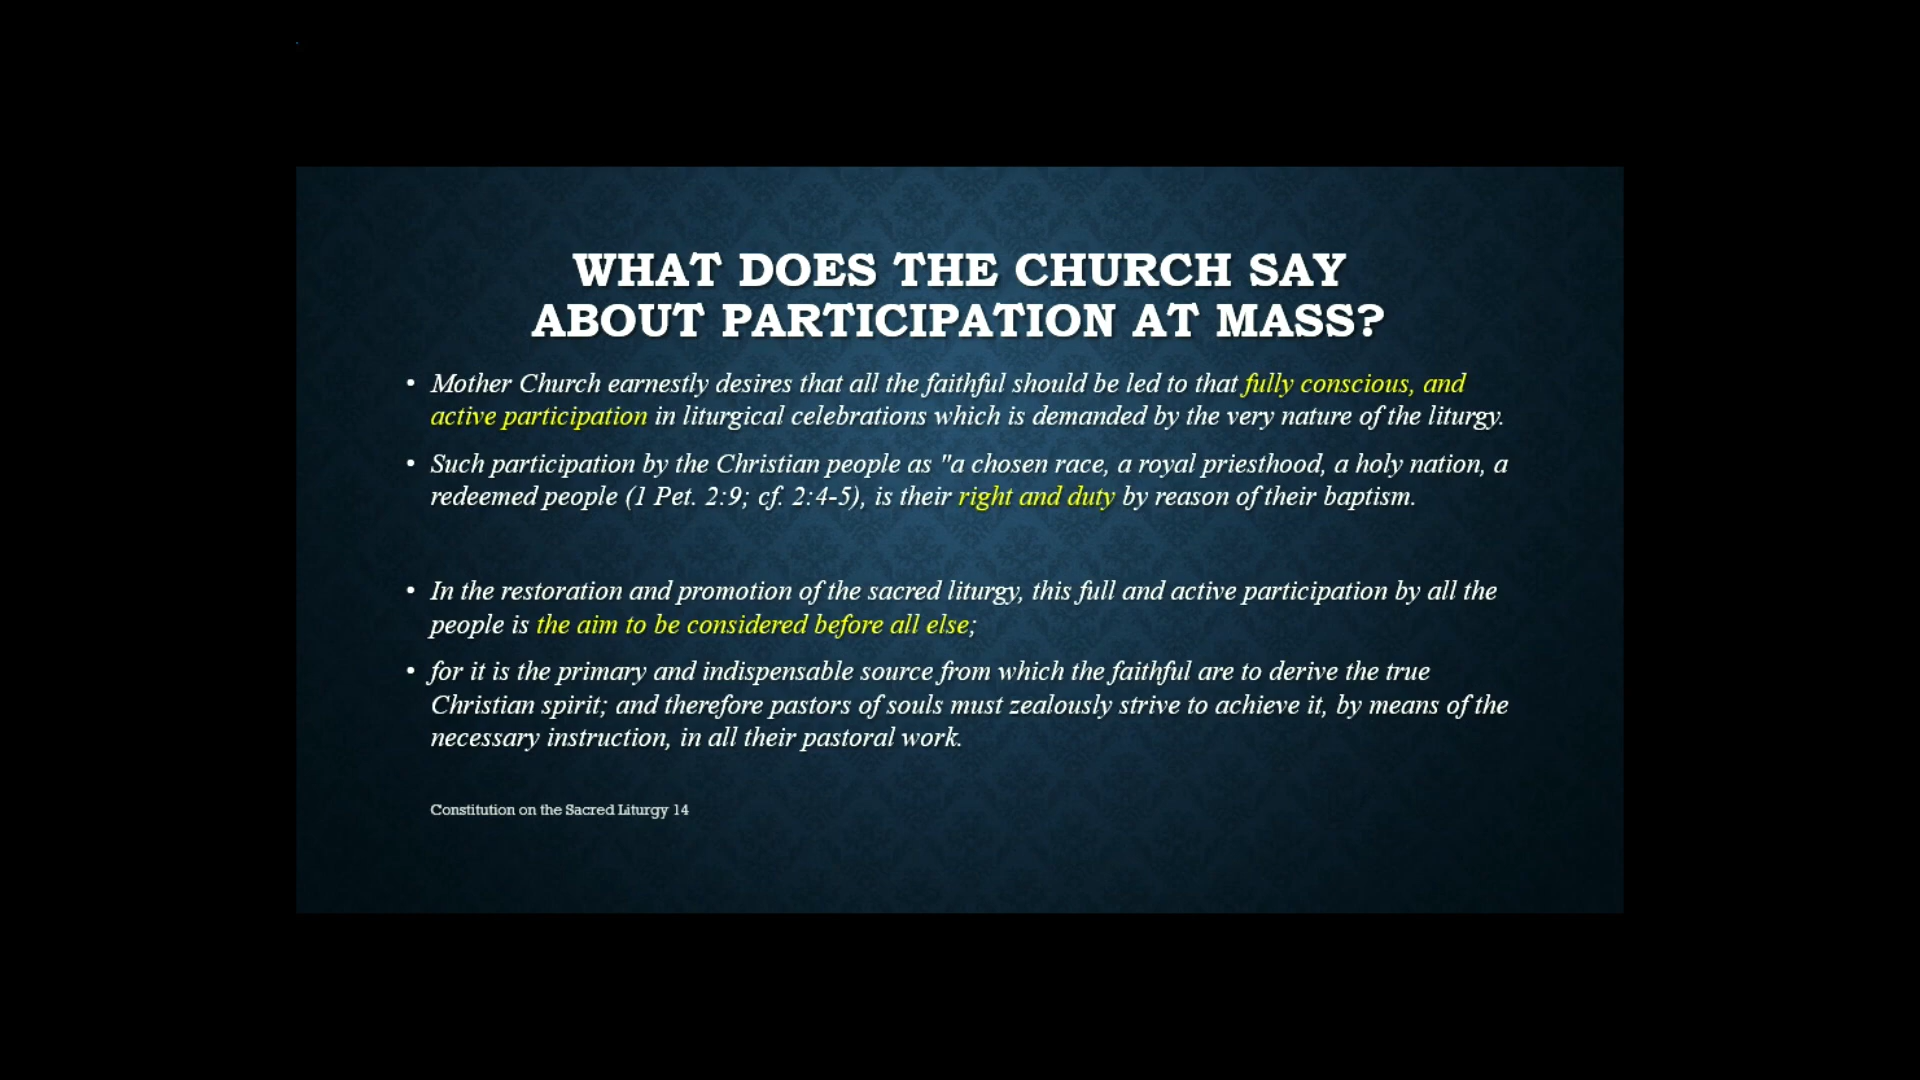 WHAT DOES THE CHURCH SAY
ABOUT PARTICIPATION AT MASS?
• Mother Church earnestly desires that all the faithful should be led to that fully conscious, and
active participation in liturgical celebrations which is demanded by the very nature of the liturgy.
• Such participation by the Christian people as "a chosen race, a royal priesthood, a holy nation, a
redeemed people (1 Pet. 2:9; cf. 2:4-5), is their right and duty by reason of their baptism.
• In the restoration and promotion of the sacred liturgy, this full and active participation by all the
people is the aim to be considered before all else;
• for it is the primary and indispensable source from which the faithful are to derive the true
Christian spirit; and therefore pastors of souls must zealously strive to achieve it, by means of the
necessary instruction, in all their pastoral work.
Constitution on the Sacred Liturgy 14